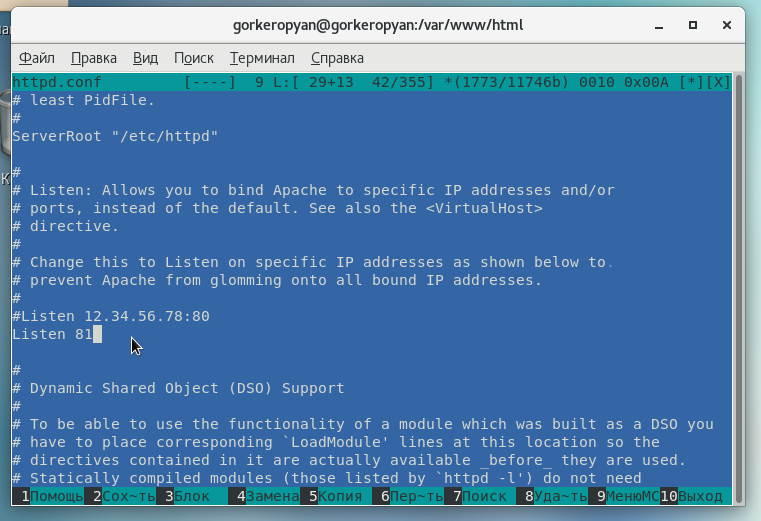 gorkeropyan@gorkeropyan:/var/www/html
Файл Правка Вид Поиск Терминал Справка
httpd.conf [----] 9 L:[ 29+13 42/355] *(1773/11746b) 0010 0x00A [*][X]
# least PidFile.
#
ServerRoot "/etc/httpd"
#
# Listen: Allows you to bind Apache to specific IP addresses and/or
# ports, instead of the default. See also the <VirtualHost>
# directive.
#
# Change this to Listen on specific IP addresses as shown below to.
# prevent Apache from glomming onto all bound IP addresses.
#
#Listen 12.34.56.78:80
Listen 81
#
# Dynamic Shared Object (DSO) Support
#
# To be able to use the functionality of a module which was built as a DSO you
# have to place corresponding `LoadModule' lines at this location so the
# directives contained in it are actually available _before_ they are used.
# Statically compiled modules (those listed by `httpd -l') do not need
1Помощь 2Сох~ть 3Блок 4Замена 5Копия 6Пер~ть 7Поиск 8Уда~ть 9МенюMC 10Выход